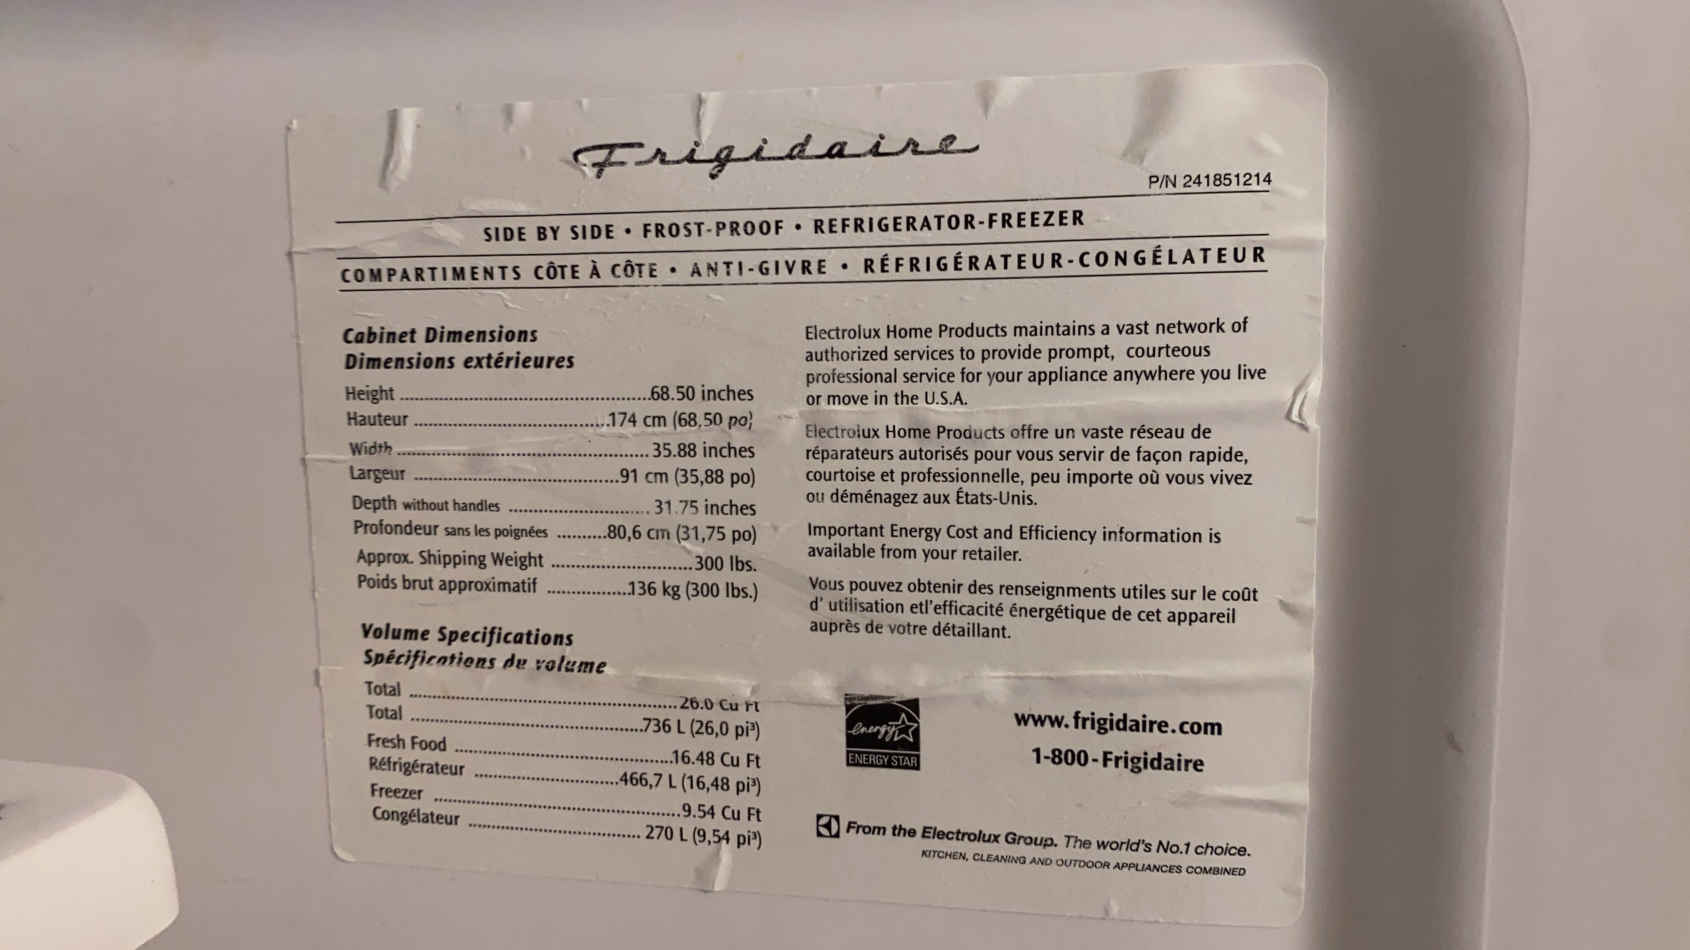 Frigidaire
P/N 241851214
SIDE BY SIDE • FROST-PROOF • REFRIGERATOR-FREEZER
COMPARTIMENTS CÔTE À CÔTE • ANTI-GIVRE • RÉFRIGÉRATEUR-CONGÉLATEUR
Cabinet Dimensions
Dimensions extérieures
Height ..................................................68.50 inches
Hauteur .......................................174 cm (68,50 po)
Width .................................................. 35.88 inches
Largeur .........................................91 cm (35,88 po)
Depth without handles ............................ 31.75 inches
Profondeur sans les poignées ..........80,6 cm (31,75 po)
Approx. Shipping Weight ............................300 lbs.
Poids brut approximatif .................136 kg (300 lbs.)
Volume Specifications
Spécifications du volume
Total ..................................................... 26.0 Cu Ft
Total ..............................................736 L (26,0 pi³)
Fresh Food ...........................................16.48 Cu Ft
Réfrigérateur .............................466,7 L (16,48 pi³)
Freezer .................................................9.54 Cu Ft
Congélateur .................................. 270 L (9,54 pi³)
Electrolux Home Products maintains a vast network of
authorized services to provide prompt, courteous
professional service for your appliance anywhere you live
or move in the U.S.A.
Electrolux Home Products offre un vaste réseau de
réparateurs autorisés pour vous servir de façon rapide,
courtoise et professionnelle, peu importe où vous vivez
ou déménagez aux États-Unis.
Important Energy Cost and Efficiency information is
available from your retailer.
Vous pouvez obtenir des renseignments utiles sur le coût
d' utilisation etl'efficacité énergétique de cet appareil
auprès de votre détaillant.
energy
ENERGY STAR
www.frigidaire.com
1-800-Frigidaire
From the Electrolux Group. The world's No.1 choice.
KITCHEN, CLEANING AND OUTDOOR APPLIANCES COMBINED